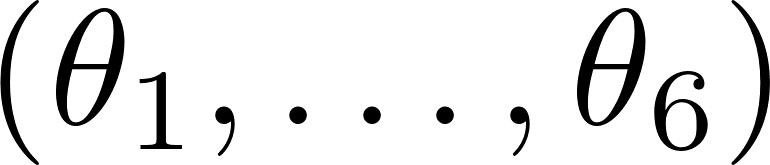 (θ₁, . . . , θ₆)